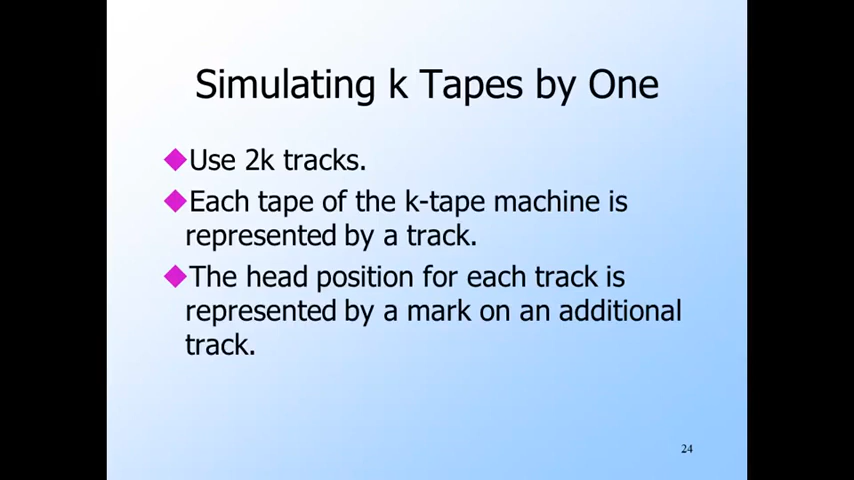 Simulating k Tapes by One
Use 2k tracks.
Each tape of the k-tape machine is
represented by a track.
The head position for each track is
represented by a mark on an additional
track.
24